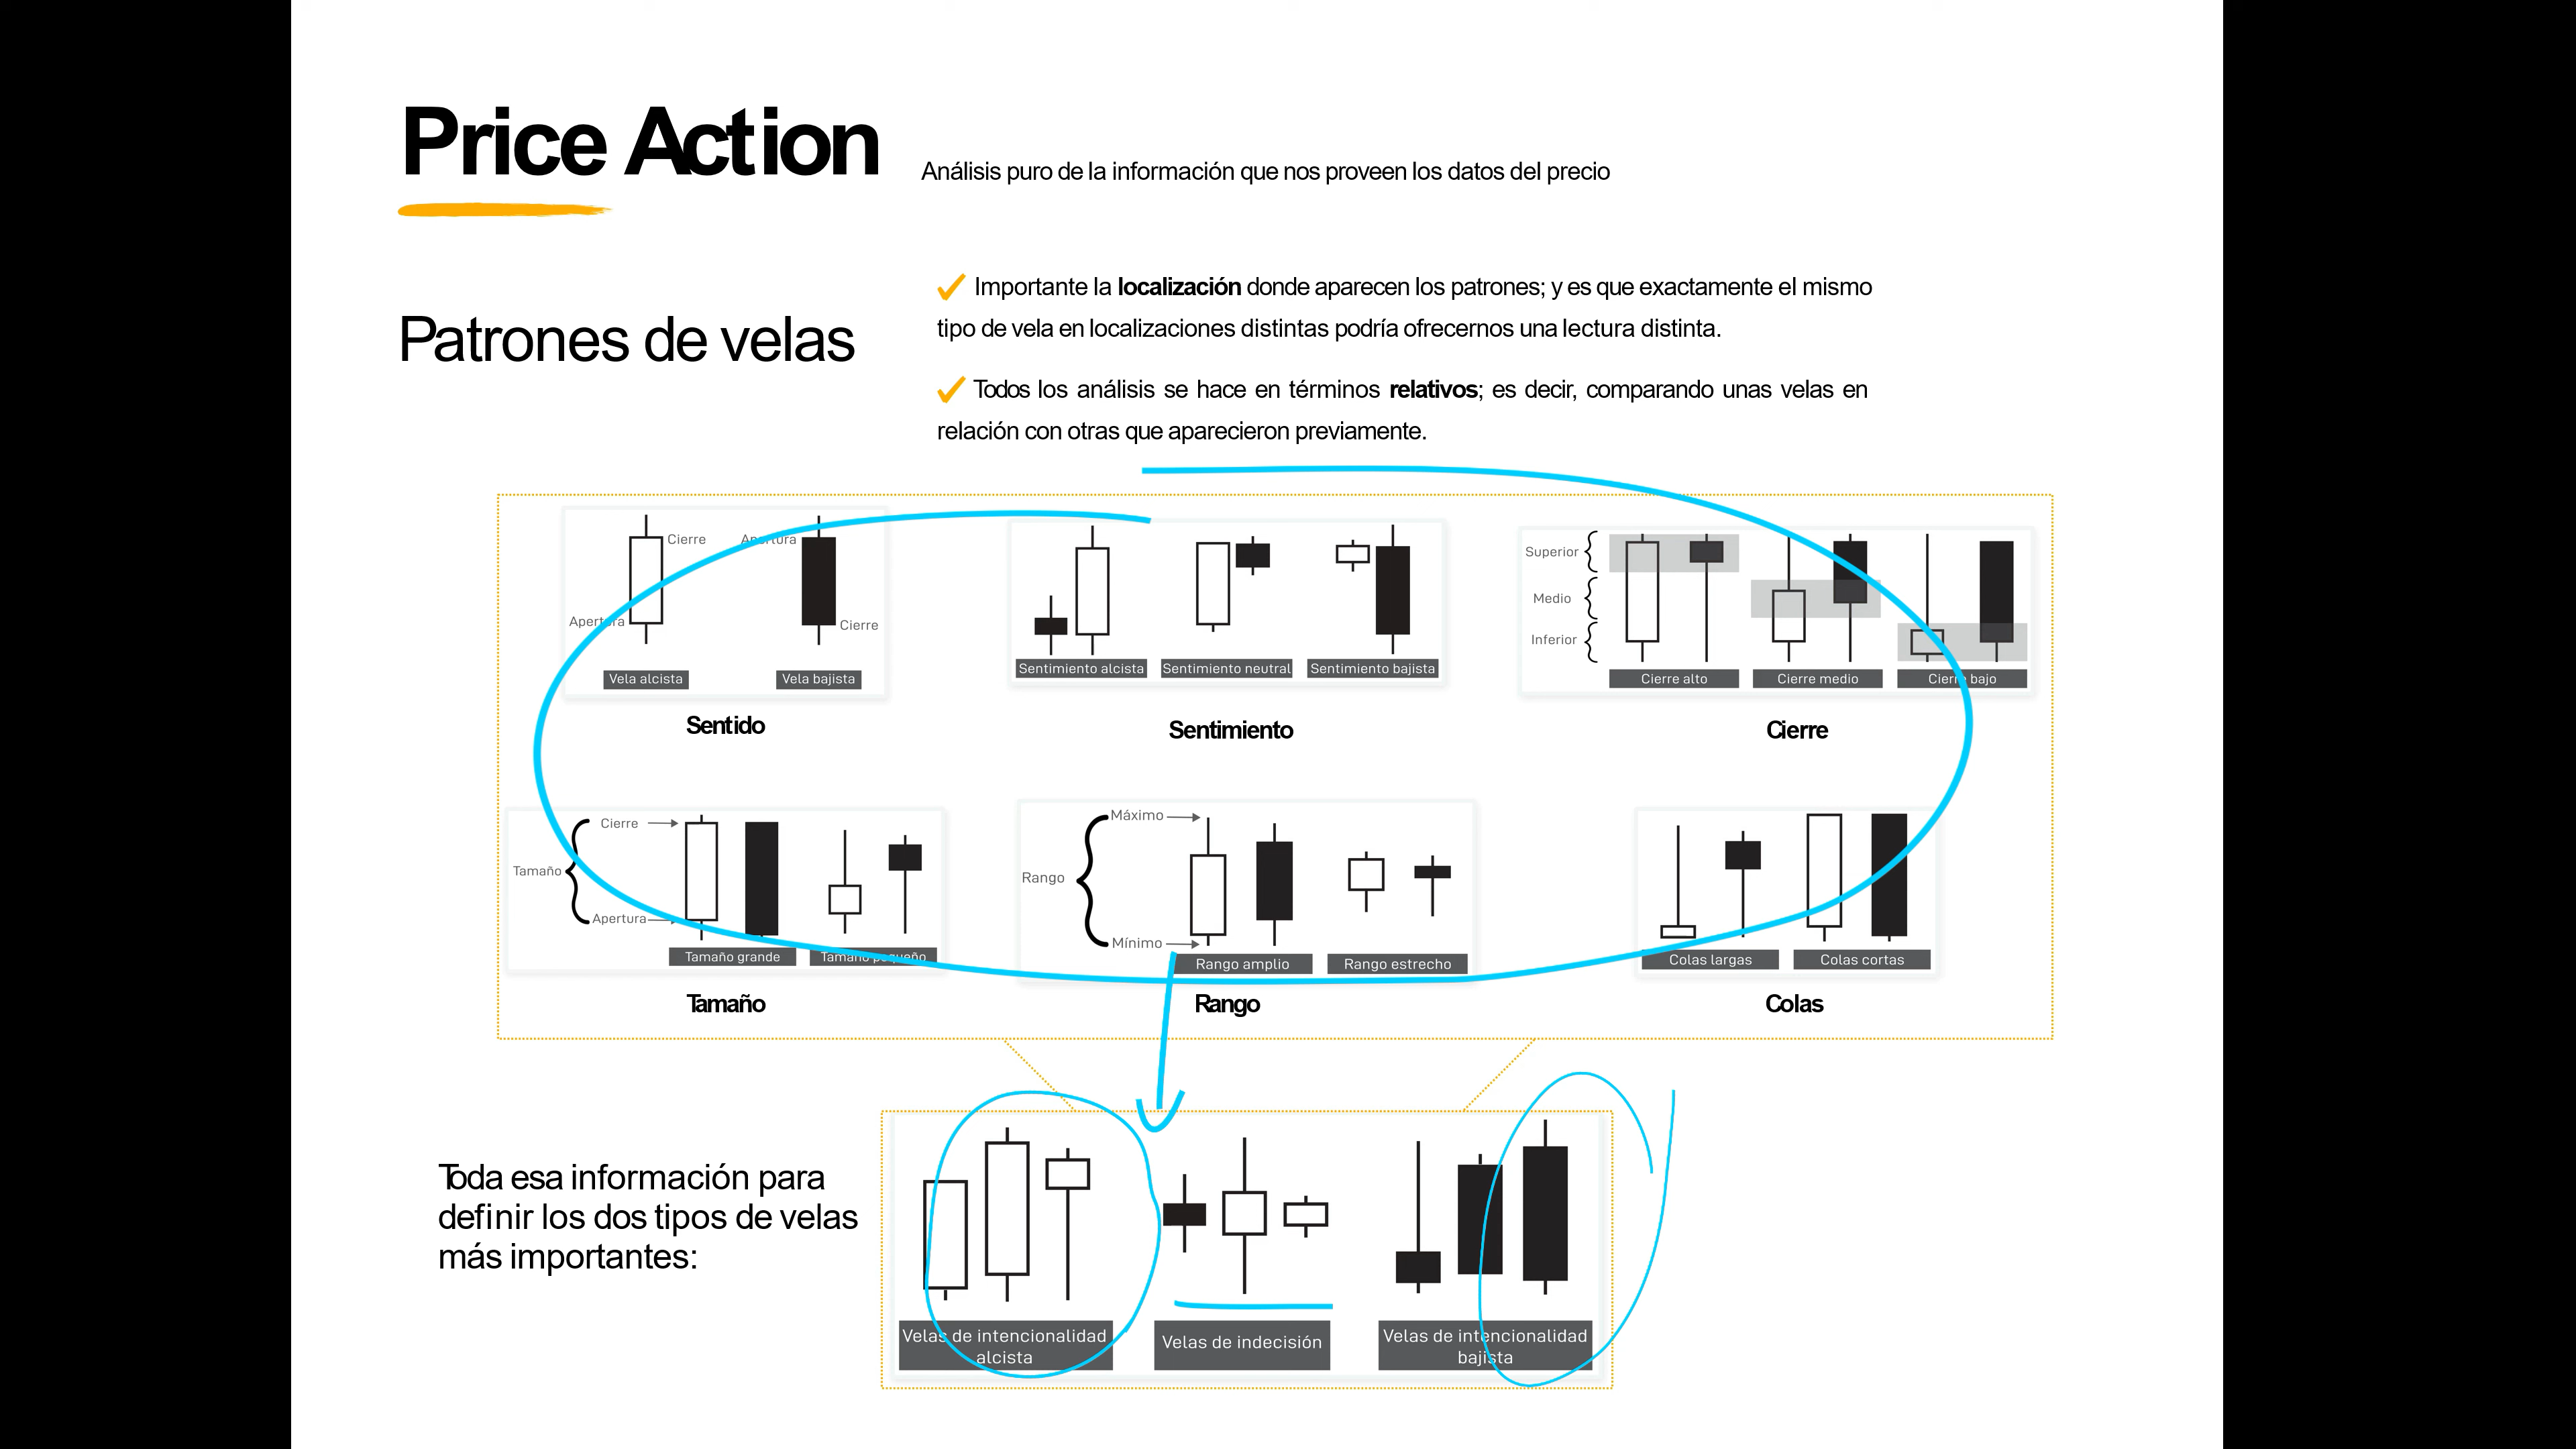 Price Action
Análisis puro de la información que nos proveen los datos del precio
Patrones de velas
Importante la localización donde aparecen los patrones; y es que exactamente el mismo
tipo de vela en localizaciones distintas podría ofrecernos una lectura distinta.
Todos los análisis se hace en términos relativos; es decir, comparando unas velas en
relación con otras que aparecieron previamente.
Cierre
Apertura
Apertura
Cierre
Vela alcista
Vela bajista
Sentido
Sentimiento alcista
Sentimiento neutral
Sentimiento bajista
Sentimiento
Superior
Medio
Inferior
Cierre alto
Cierre medio
Cierre bajo
Cierre
Cierre
Tamaño
Apertura
Tamaño grande
Tamaño pequeño
Tamaño
Máximo
Rango
Mínimo
Rango amplio
Rango estrecho
Rango
Colas largas
Colas cortas
Colas
Toda esa información para
definir los dos tipos de velas
más importantes:
Velas de intencionalidad
alcista
Velas de indecisión
Velas de intencionalidad
bajista